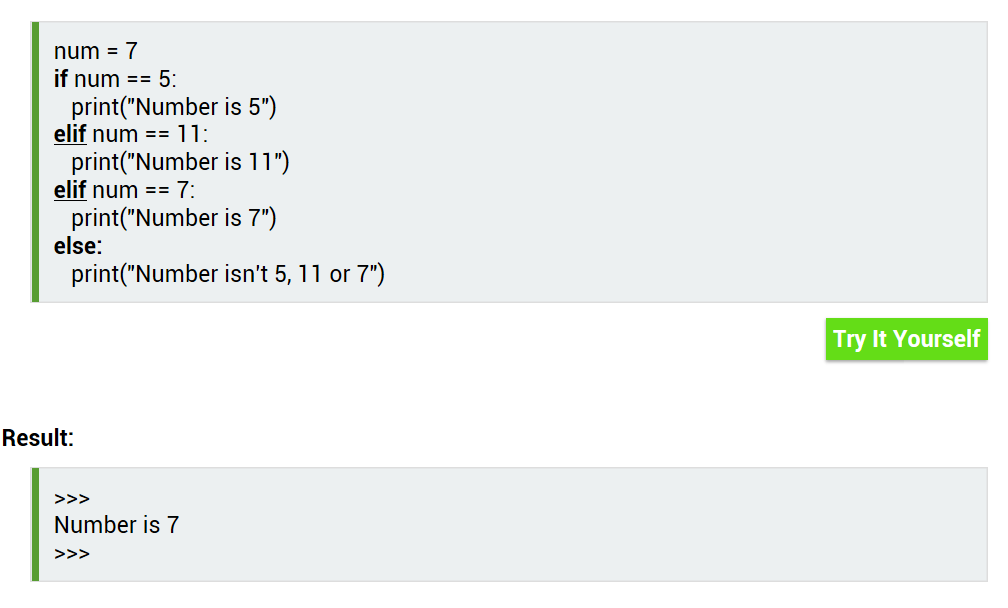 num = 7
if num == 5:
   print("Number is 5")
elif num == 11:
   print("Number is 11")
elif num == 7:
   print("Number is 7")
else:
   print("Number isn't 5, 11 or 7")
Try It Yourself
Result:
>>>
Number is 7
>>>